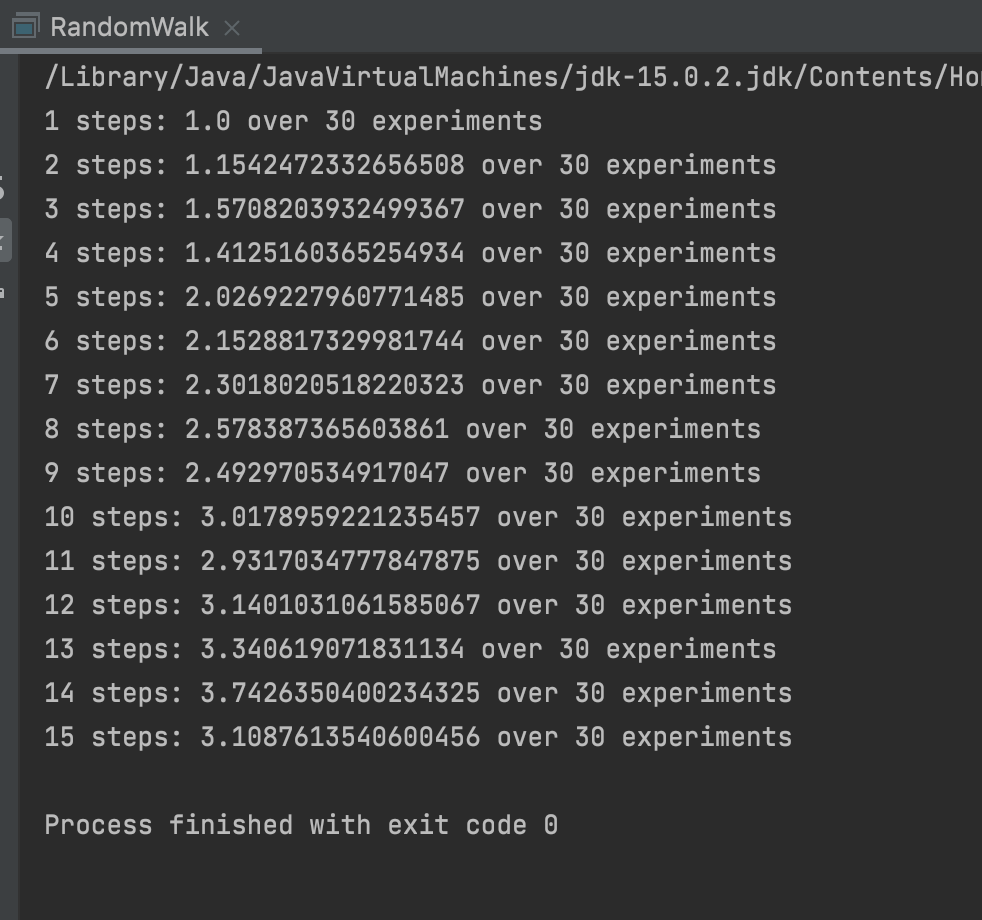 RandomWalk
/Library/Java/JavaVirtualMachines/jdk-15.0.2.jdk/Contents/
1 steps: 1.0 over 30 experiments
2 steps: 1.1542472332656508 over 30 experiments
3 steps: 1.5708203932499367 over 30 experiments
4 steps: 1.4125160365254934 over 30 experiments
5 steps: 2.0269227960771485 over 30 experiments
6 steps: 2.1528817329981744 over 30 experiments
7 steps: 2.3018020518220323 over 30 experiments
8 steps: 2.578387365603861 over 30 experiments
9 steps: 2.492970534917047 over 30 experiments
10 steps: 3.0178959221235457 over 30 experiments
11 steps: 2.9317034777847875 over 30 experiments
12 steps: 3.1401031061585067 over 30 experiments
13 steps: 3.340619071831134 over 30 experiments
14 steps: 3.7426350400234325 over 30 experiments
15 steps: 3.1087613540600456 over 30 experiments
Process finished with exit code 0